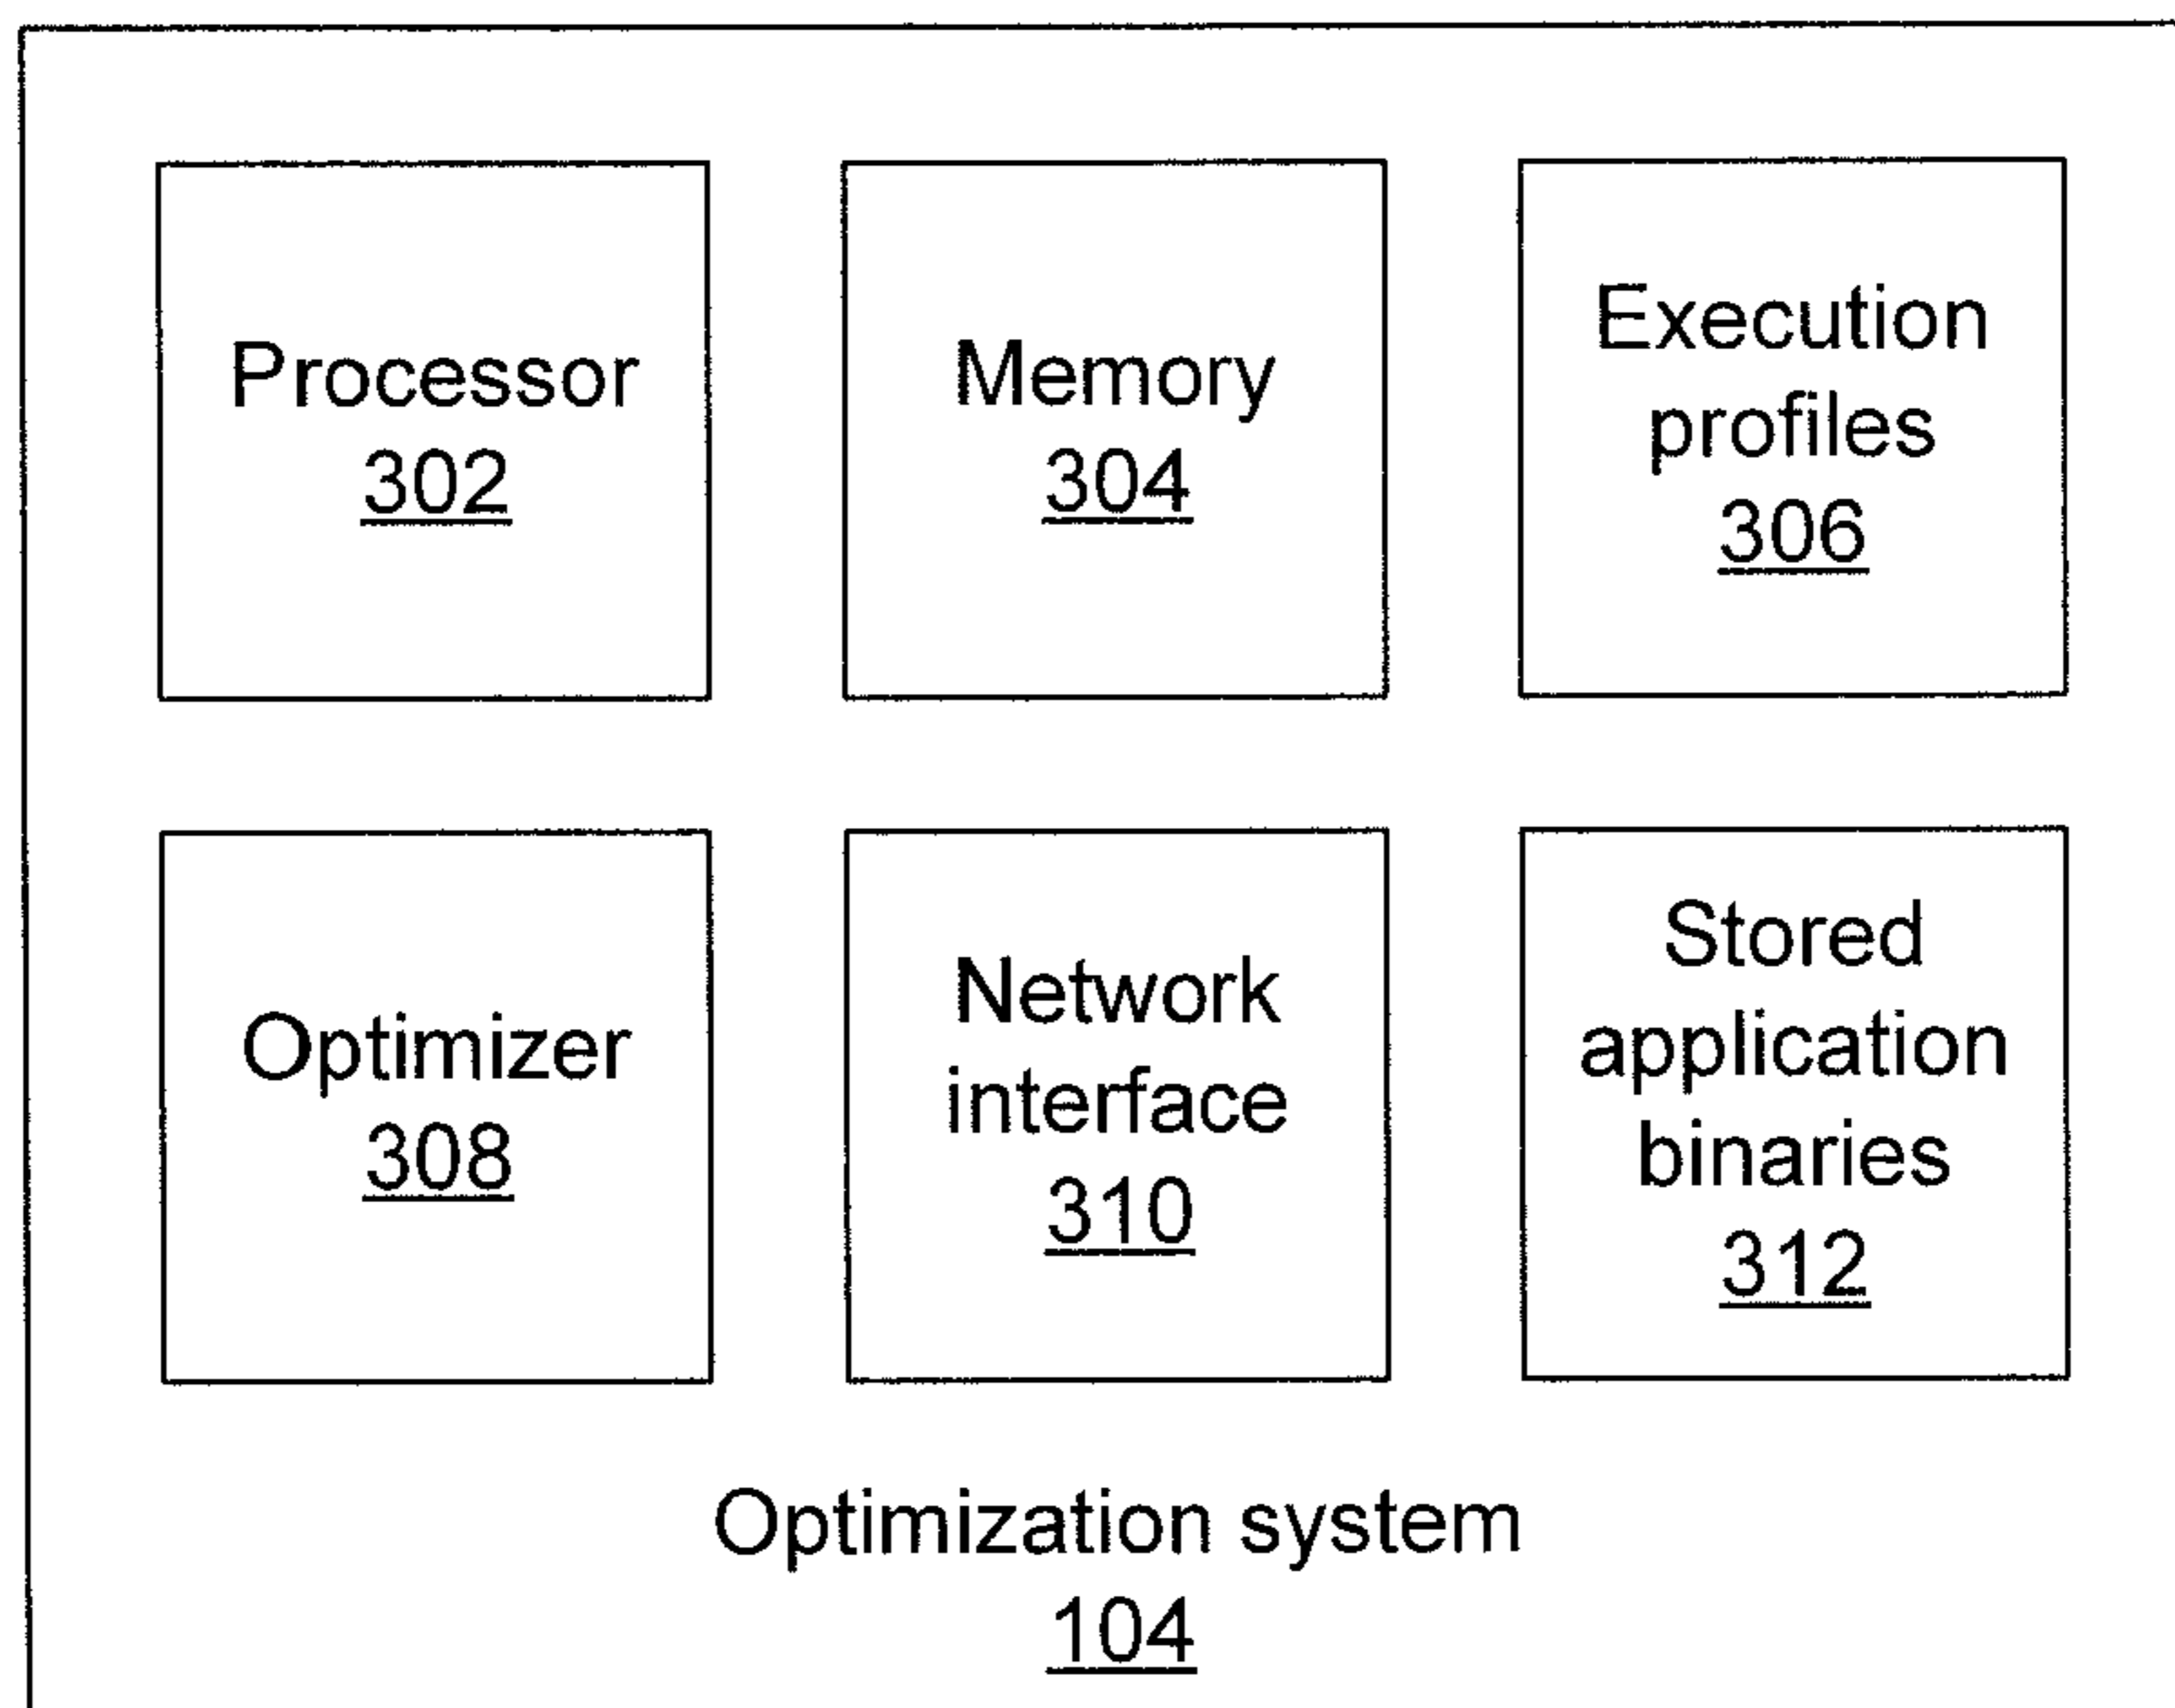 Processor
302
Memory
304
Execution
profiles
306
Optimizer
308
Network
interface
310
Stored
application
binaries
312
Optimization system
104